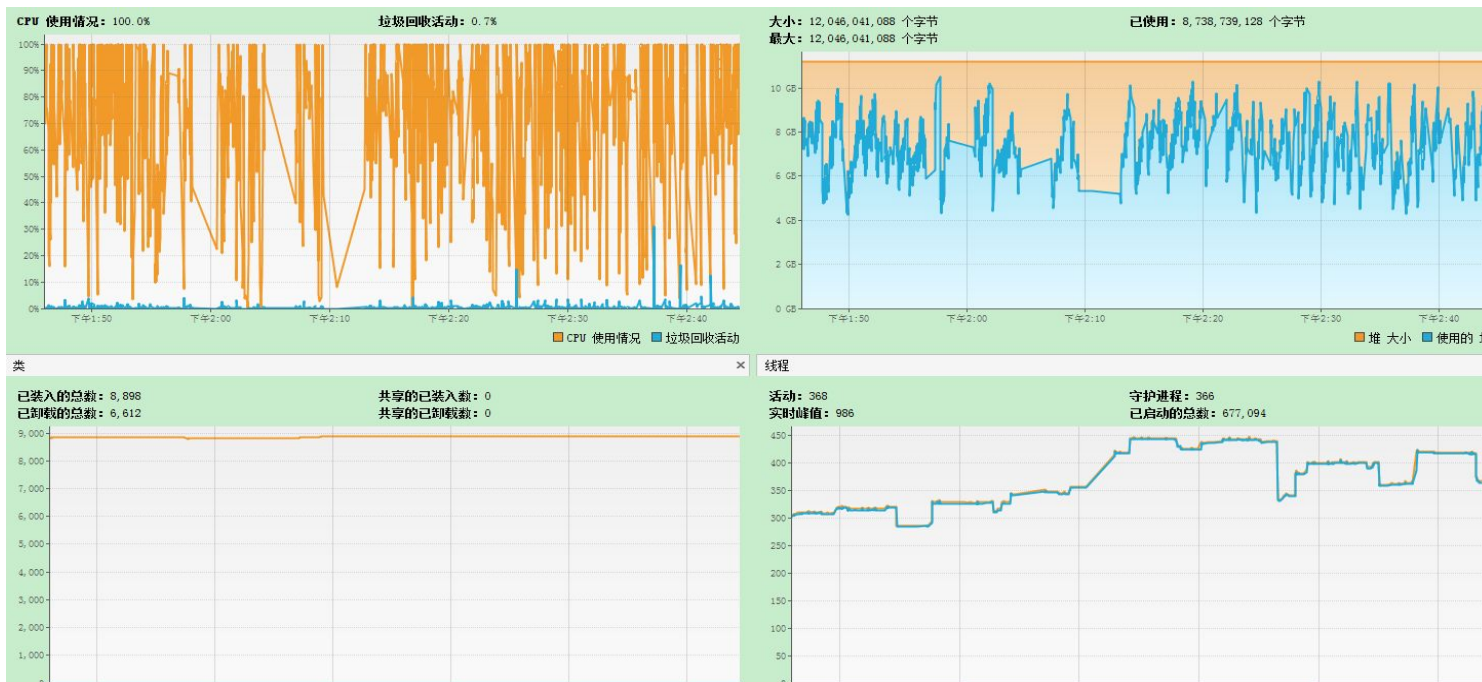 CPU 使用情况: 100.0%
垃圾回收活动: 0.7%
100%
90%
80%
70%
60%
50%
40%
30%
20%
10%
0%
下午1:50
下午2:00
下午2:10
下午2:20
下午2:30
下午2:40
CPU 使用情况
垃圾回收活动
大小: 12,046,041,088 个字节
已使用: 8,738,739,128 个字节
最大: 12,046,041,088 个字节
10 GB
8 GB
6 GB
4 GB
2 GB
0 GB
下午1:50
下午2:00
下午2:10
下午2:20
下午2:30
下午2:40
堆 大小
使用的
类
×
已装入的总数: 8,898
共享的已装入数: 0
已卸载的总数: 6,612
共享的已卸载数: 0
9,000
8,000
7,000
6,000
5,000
4,000
3,000
2,000
1,000
线程
活动: 368
守护进程: 366
实时峰值: 986
已启动的总数: 677,094
450
400
350
300
250
200
150
100
50